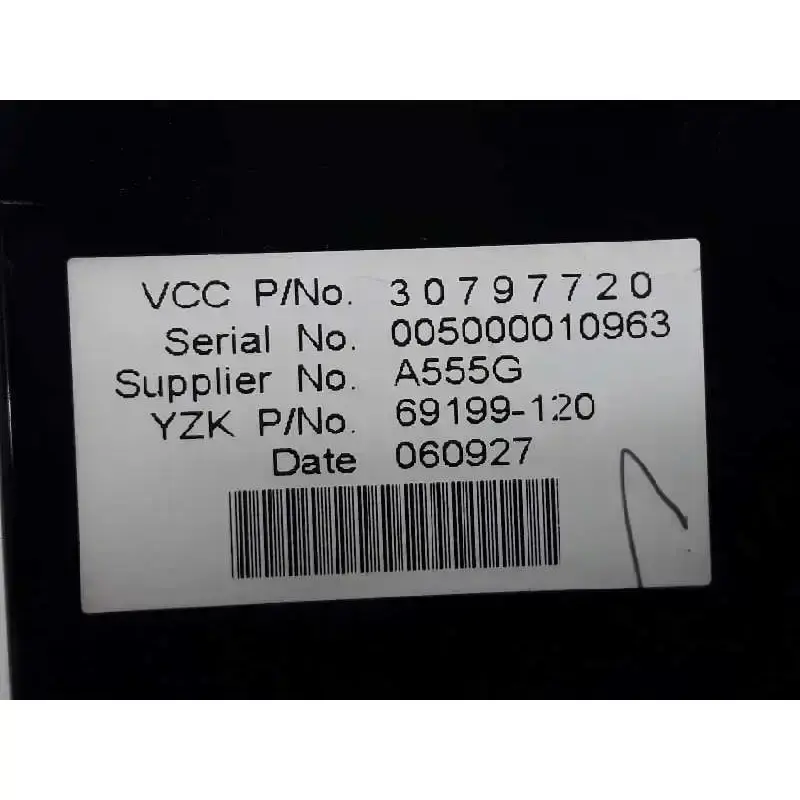 VCC P/No. 30797720
Serial No. 005000010963
Supplier No. A555G
YZK P/No. 69199-120
Date 060927